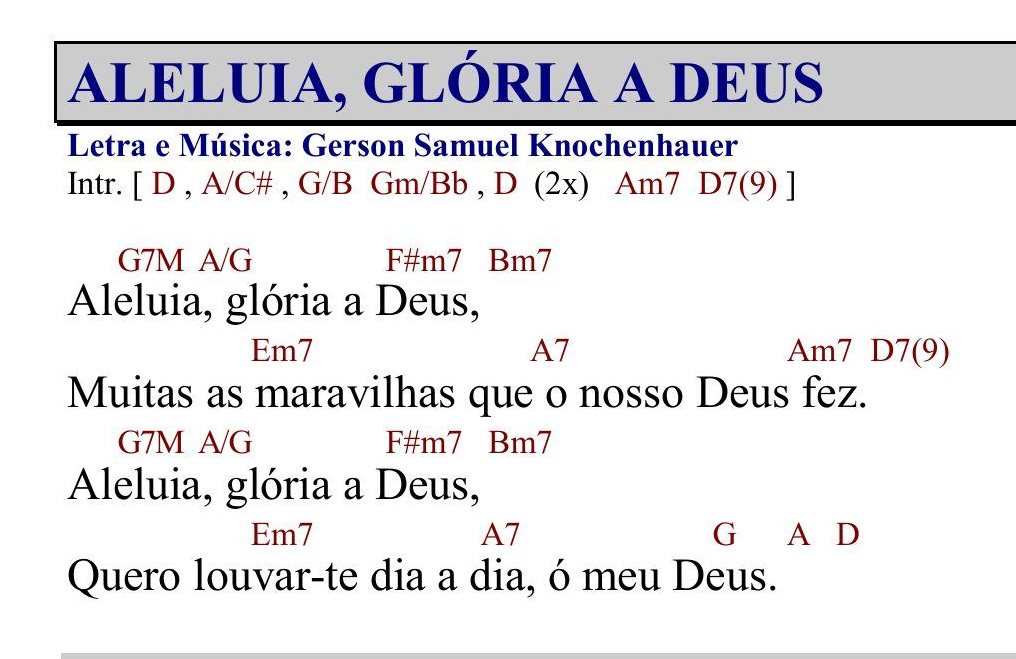 ALELUIA, GLÓRIA A DEUS
Letra e Música: Gerson Samuel Knochenhauer
Intr. [ D , A/C# , G/B Gm/Bb , D (2x) Am7 D7(9) ]
G7M A/G F#m7 Bm7
Aleluia, glória a Deus,
Em7 A7 Am7 D7(9)
Muitas as maravilhas que o nosso Deus fez.
G7M A/G F#m7 Bm7
Aleluia, glória a Deus,
Em7 A7 G A D
Quero louvar-te dia a dia, ó meu Deus.